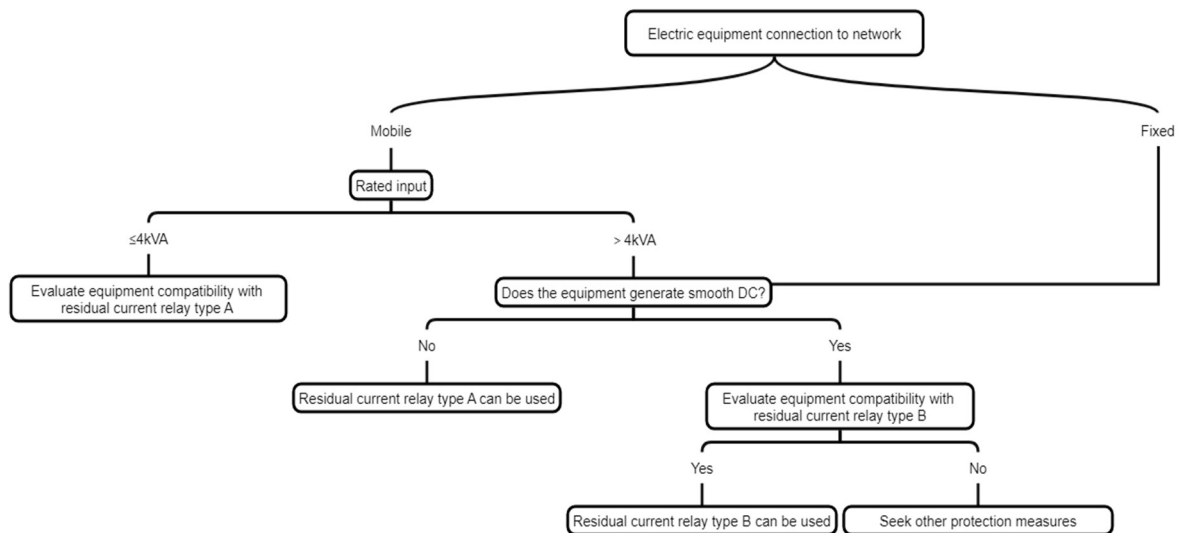 Electric equipment connection to network
Mobile
Fixed
Rated input
≤4kVA
> 4kVA
Evaluate equipment compatibility with
residual current relay type A
Does the equipment generate smooth DC?
No
Yes
Residual current relay type A can be used
Evaluate equipment compatibility with
residual current relay type B
Yes
No
Residual current relay type B can be used
Seek other protection measures